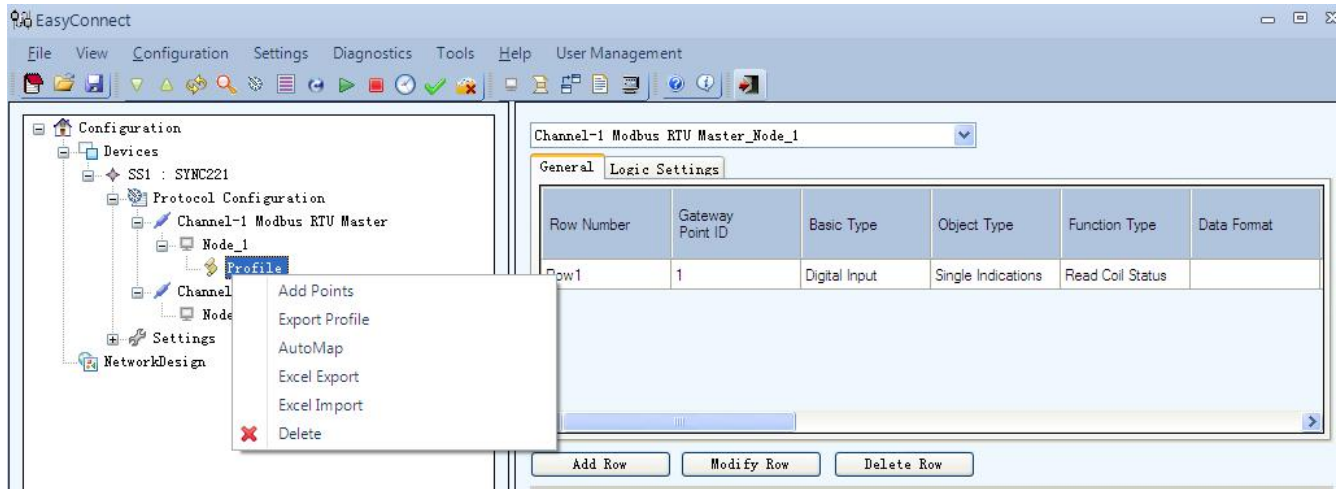 EasyConnect
File View Configuration Settings Diagnostics Tools Help User Management
Configuration
Devices
SS1 : SYNC221
Protocol Configuration
Channel-1 Modbus RTU Master
Node_1
Profile
Channel
Node
Settings
NetworkDesign
Add Points
Export Profile
AutoMap
Excel Export
Excel Import
Delete
Channel-1 Modbus RTU Master_Node_1
General Logic Settings
Row Number Gateway Point ID Basic Type Object Type Function Type Data Format
Row1 1 Digital Input Single Indications Read Coil Status
Add Row Modify Row Delete Row